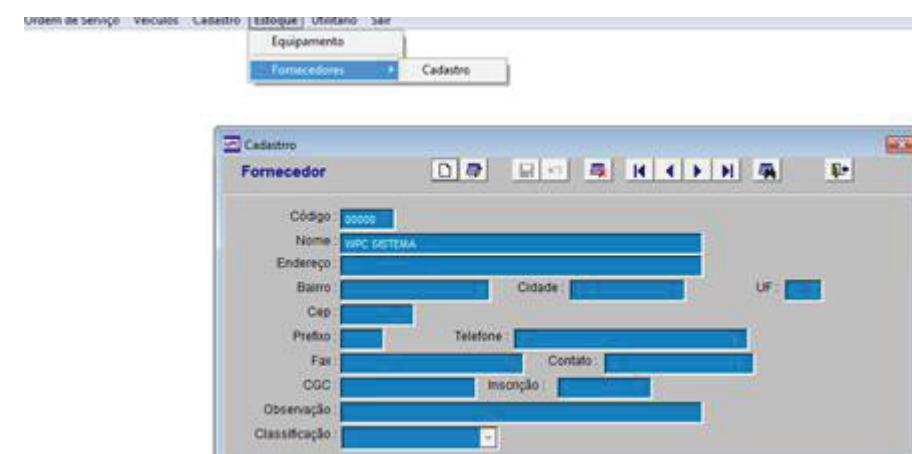 Ordem de Serviço Veículos Cadastro Estoque Utilitário Sair
Equipamento
Fornecedores Cadastro
Cadastrro
Fornecedor
Código : 00000
Nome : WPC SISTEMA
Endereço :
Bairro : Cidade : UF :
Cep :
Prefixo : Telefone :
Fax : Contato :
CGC : Inscrição :
Observação :
Classificação :